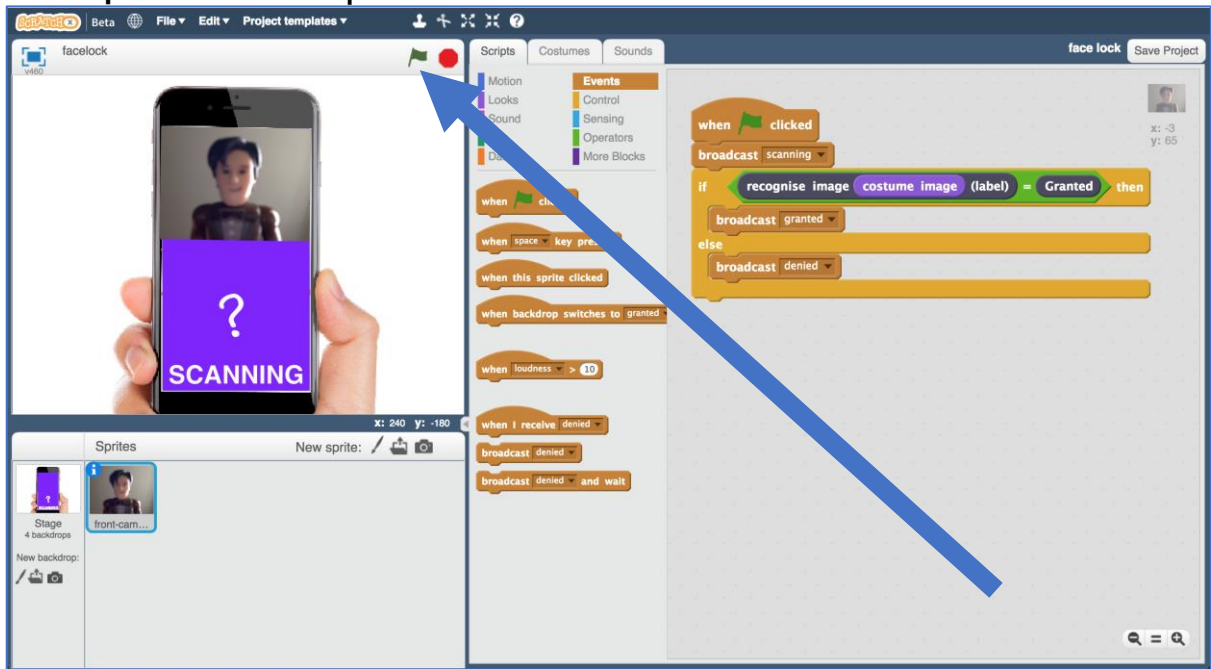 SCRATCH Beta File▾ Edit▾ Project templates▾
facelock
v460
?
SCANNING
x: 240 y: -180
Sprites New sprite:
Stage
4 backdrops
New backdrop:
front-cam...
Scripts Costumes Sounds
Motion Events
Looks Control
Sound Sensing
Operators
More Blocks
when
when space key
when this sprite clicked
when backdrop switches to granted
when loudness > 10
when I receive denied
broadcast denied
broadcast denied and wait
face lock Save Project
x: -3
y: 65
when clicked
broadcast scanning
if recognise image costume image (label) = Granted then
broadcast granted
else
broadcast denied